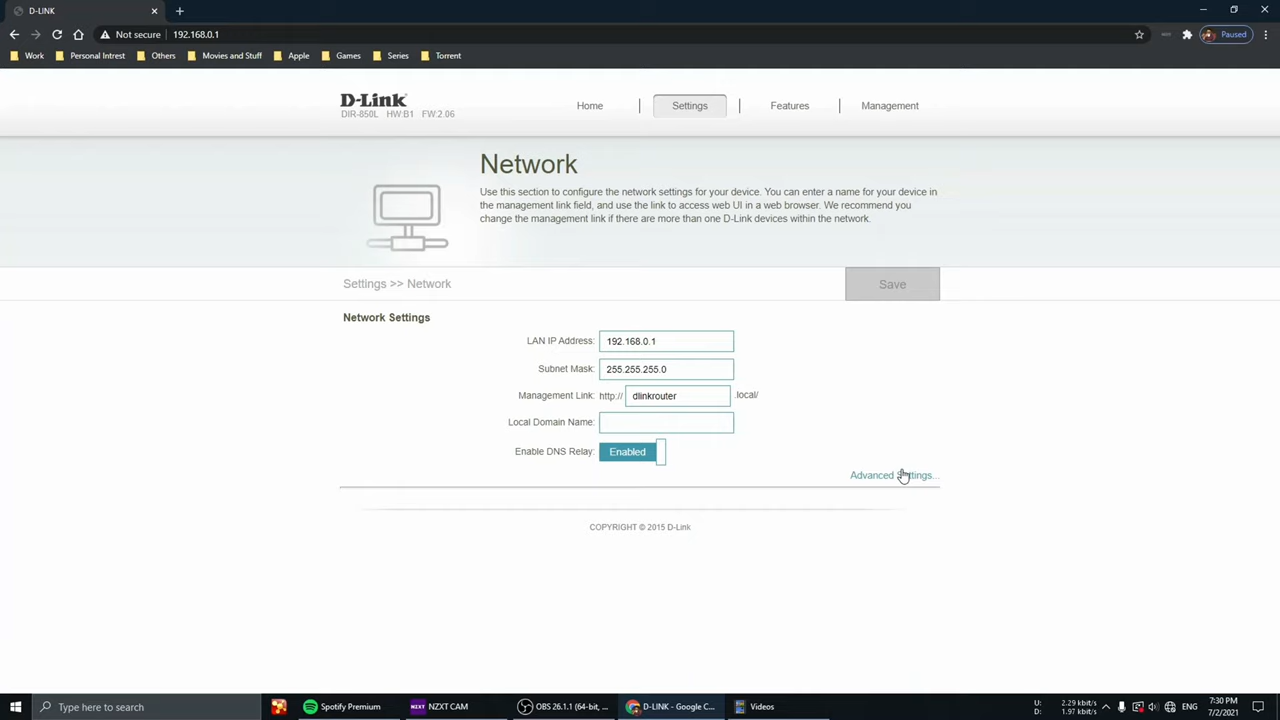 D-LINK
Not secure 192.168.0.1 Paused
Work Personal Intrest Others Movies and Stuff Apple Games Series Torrent
D-Link
DIR-850L HW:B1 FW:2.06
Home Settings Features Management
Network
Use this section to configure the network settings for your device. You can enter a name for your device in
the management link field, and use the link to access web UI in a web browser. We recommend you
change the management link if there are more than one D-Link devices within the network.
Settings >> Network Save
Network Settings
LAN IP Address: 192.168.0.1
Subnet Mask: 255.255.255.0
Management Link: http:// dlinkrouter .local/
Local Domain Name:
Enable DNS Relay: Enabled
Advanced Settings...
COPYRIGHT © 2015 D-Link
Type here to search Spotify Premium NZXT CAM OBS 26.1.1 (64-bit, ... D-LINK - Google C... Videos
U: 2.29 kbit/s
D: 1.97 kbit/s
ENG
7:30 PM
7/2/2021